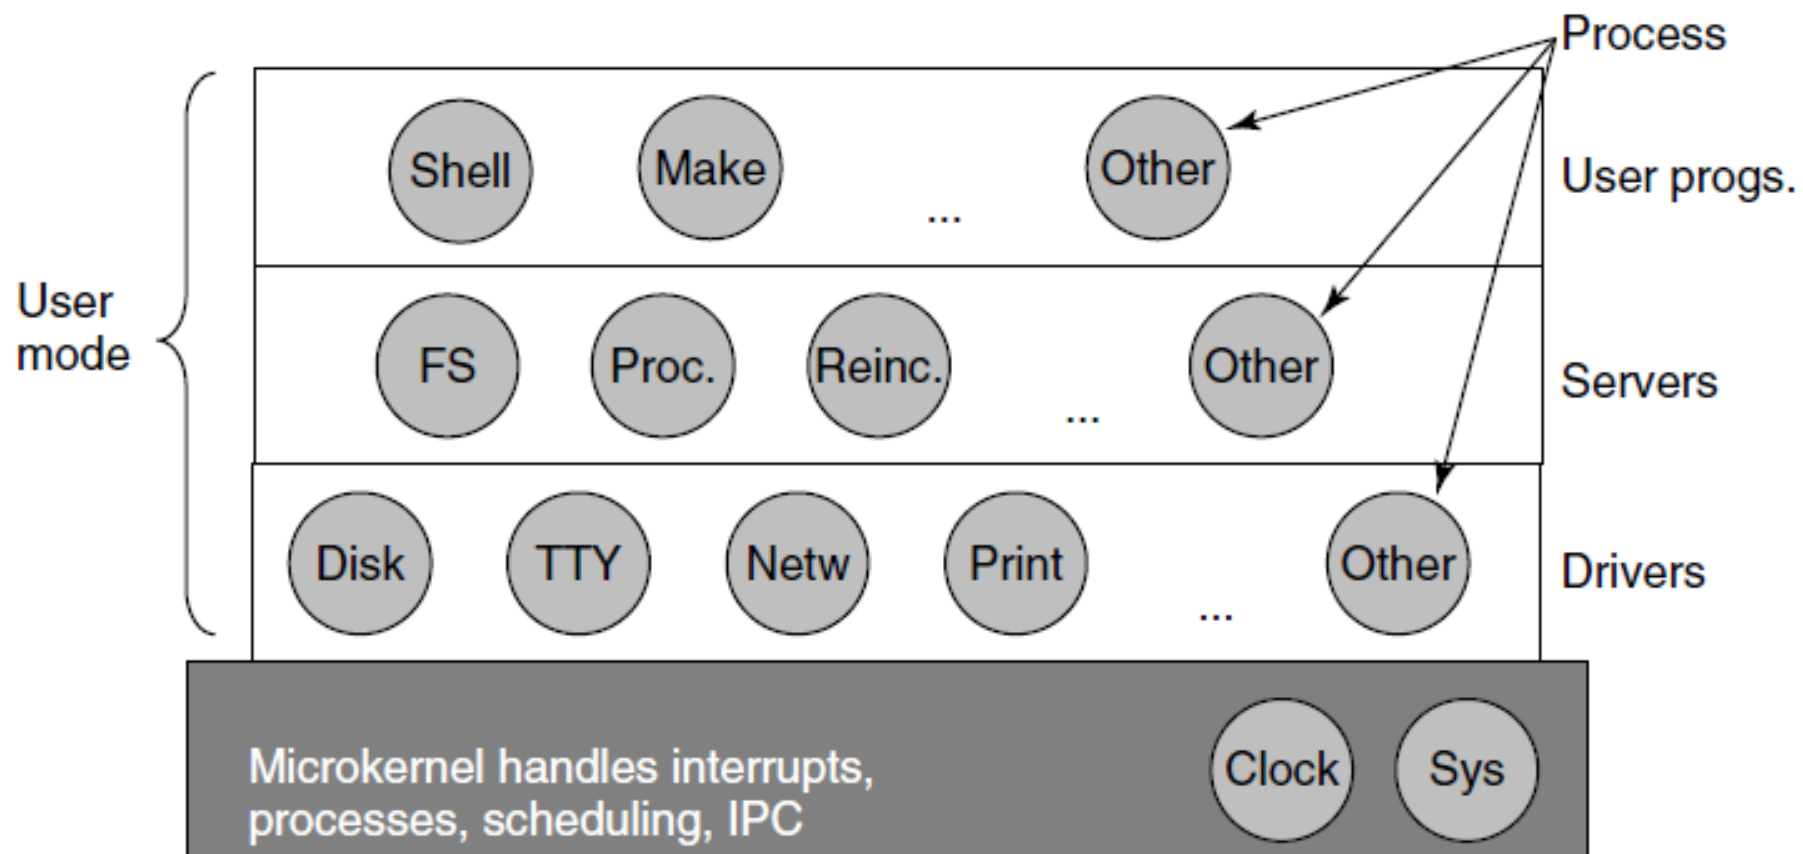 Process
Shell
Make
...
Other
User progs.
User
mode
FS
Proc.
Reinc.
...
Other
Servers
Disk
TTY
Netw
Print
...
Other
Drivers
Microkernel handles interrupts,
processes, scheduling, IPC
Clock
Sys